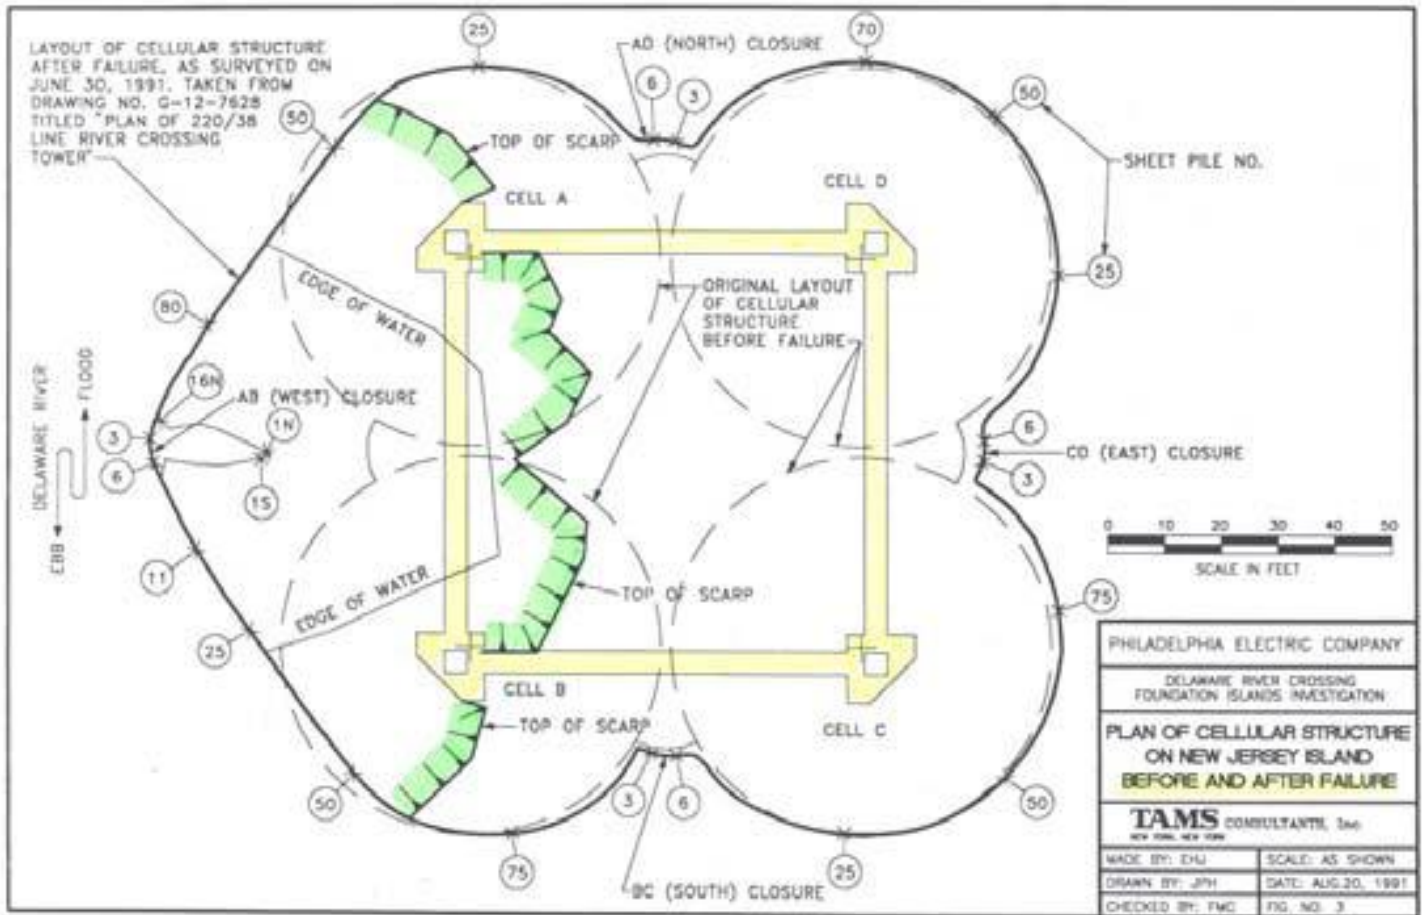 LAYOUT OF CELLULAR STRUCTURE
AFTER FAILURE, AS SURVEYED ON
JUNE 30, 1991. TAKEN FROM
DRAWING NO. G-12-7628
TITLED "PLAN OF 220/38
LINE RIVER CROSSING
TOWER"
25
AD (NORTH) CLOSURE
70
6
3
50
50
TOP OF SCARP
SHEET PILE NO.
CELL A
CELL D
25
EDGE OF WATER
ORIGINAL LAYOUT
OF CELLULAR
STRUCTURE
BEFORE FAILURE
80
DELAWARE RIVER
FLOOD
EBB
16N
AB (WEST) CLOSURE
1N
3
6
1S
6
CD (EAST) CLOSURE
3
0 10 20 30 40 50
SCALE IN FEET
11
EDGE OF WATER
TOP OF SCARP
75
25
CELL B
TOP OF SCARP
CELL C
50
3
6
50
75
25
BC (SOUTH) CLOSURE
PHILADELPHIA ELECTRIC COMPANY
DELAWARE RIVER CROSSING
FOUNDATION ISLANDS INVESTIGATION
PLAN OF CELLULAR STRUCTURE
ON NEW JERSEY ISLAND
BEFORE AND AFTER FAILURE
TAMS CONSULTANTS, Inc.
NEW YORK, NEW YORK
MADE BY: EHJ
SCALE: AS SHOWN
DRAWN BY: JPH
DATE: AUG.20, 1991
CHECKED BY: FMC
FIG. NO. 3